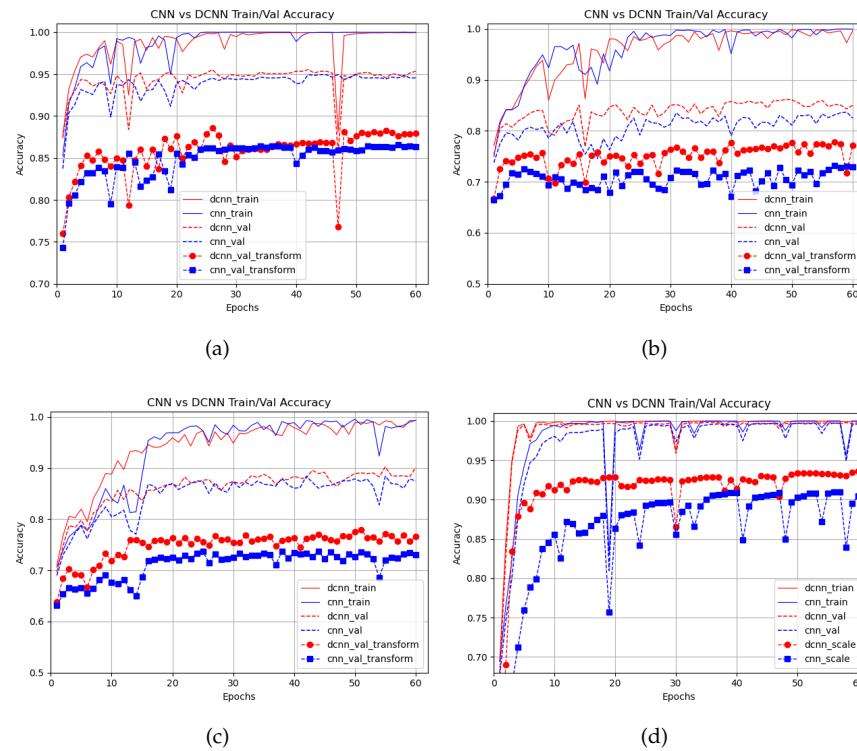 CNN vs DCNN Train/Val Accuracy
1.00
0.95
0.90
0.85
0.80
0.75
0.70
Accuracy
0
10
20
30
40
50
60
Epochs
dcnn_train
cnn_train
dcnn_val
cnn_val
dcnn_val_transform
cnn_val_transform
(a)
CNN vs DCNN Train/Val Accuracy
1.0
0.9
0.8
0.7
0.6
0.5
Accuracy
0
10
20
30
40
50
60
Epochs
dcnn_train
cnn_train
dcnn_val
cnn_val
dcnn_val_transform
cnn_val_transform
(b)
CNN vs DCNN Train/Val Accuracy
1.0
0.9
0.8
0.7
0.6
0.5
Accuracy
0
10
20
30
40
50
60
Epochs
dcnn_train
cnn_train
dcnn_val
cnn_val
dcnn_val_transform
cnn_val_transform
(c)
CNN vs DCNN Train/Val Accuracy
1.00
0.95
0.90
0.85
0.80
0.75
0.70
Accuracy
0
10
20
30
40
50
60
Epochs
dcnn_trian
cnn_train
dcnn_val
cnn_val
dcnn_scale
cnn_scale
(d)